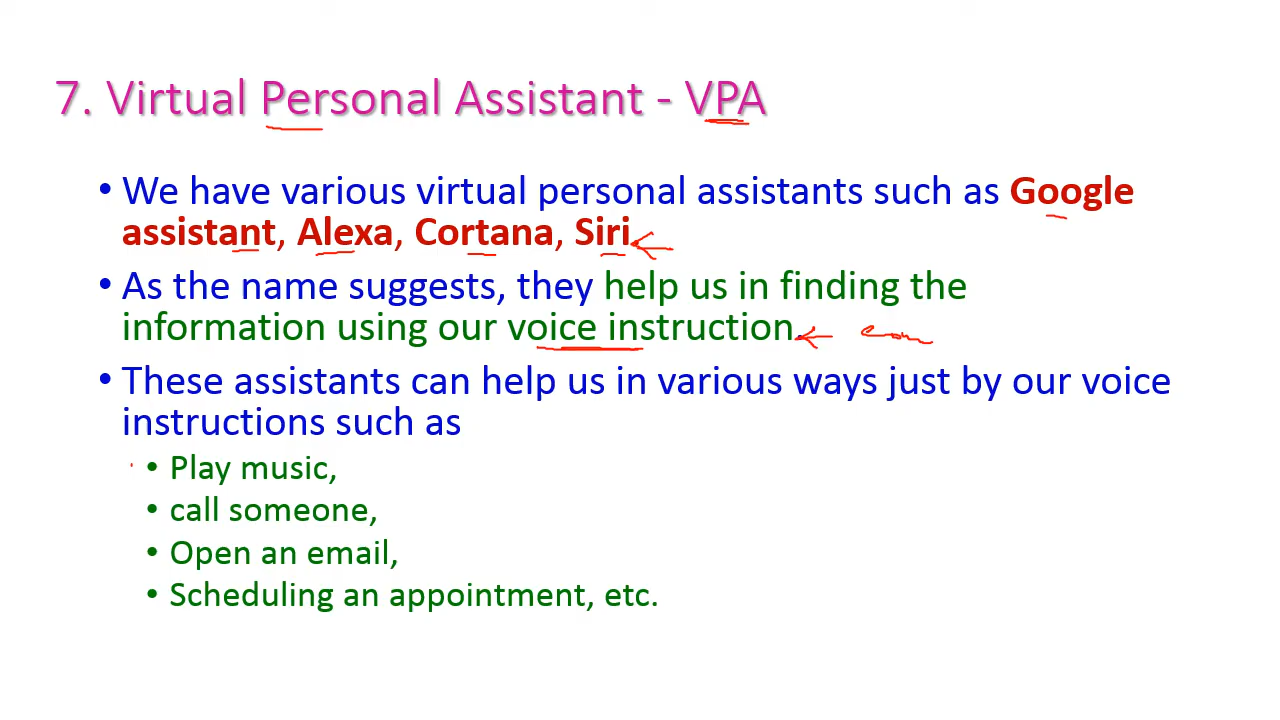 7. Virtual Personal Assistant - VPA
• We have various virtual personal assistants such as Google
assistant, Alexa, Cortana, Siri.
• As the name suggests, they help us in finding the
information using our voice instruction.
• These assistants can help us in various ways just by our voice
instructions such as
• Play music,
• call someone,
• Open an email,
• Scheduling an appointment, etc.